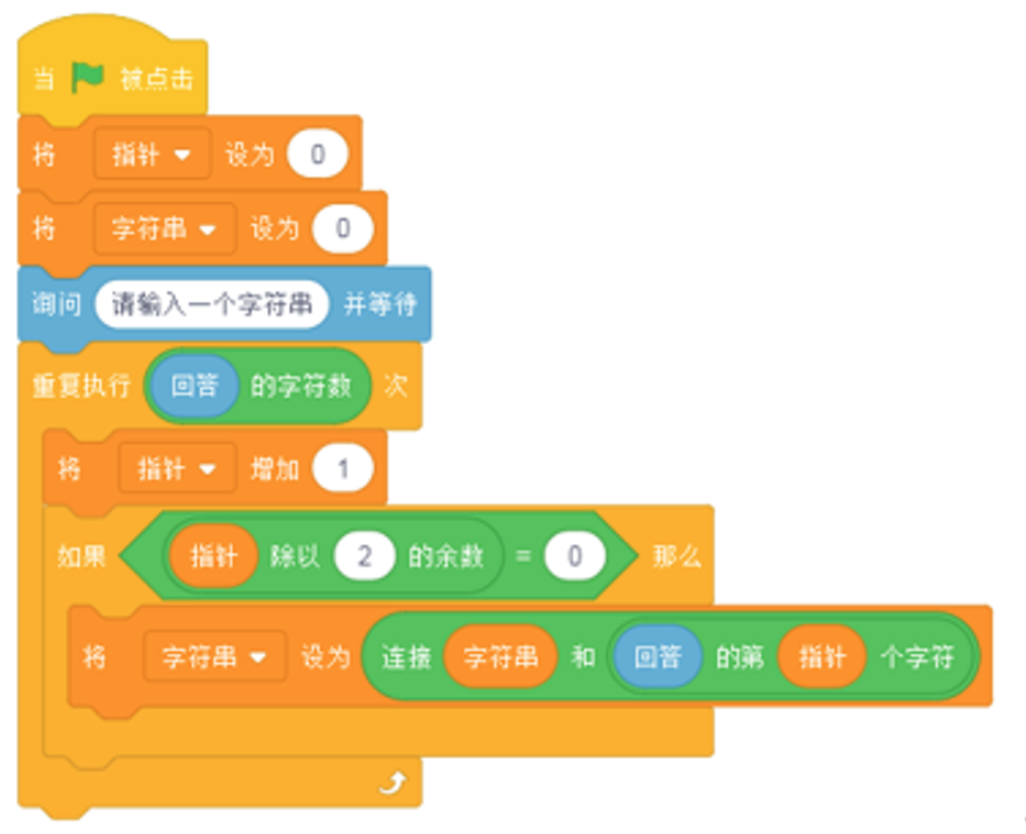 当 被点击
将 指针 设为 0
将 字符串 设为 0
询问 请输入一个字符串 并等待
重复执行 回答 的字符数 次
将 指针 增加 1
如果 指针 除以 2 的余数 = 0 那么
将 字符串 设为 连接 字符串 和 回答 的第 指针 个字符